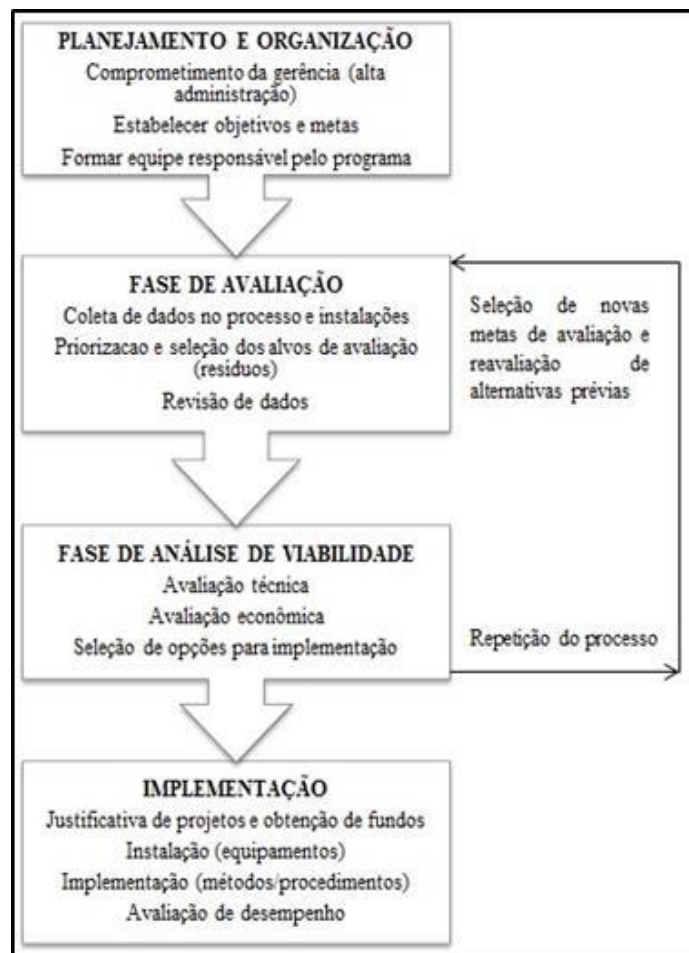 PLANEJAMENTO E ORGANIZAÇÃO
Comprometimento da gerência (alta
administração)
Estabelecer objetivos e metas
Formar equipe responsável pelo programa
FASE DE AVALIAÇÃO
Coleta de dados no processo e instalações
Priorizacao e seleção dos alvos de avaliação
(residuos)
Revisão de dados
Seleção de novas
metas de avaliação e
reavaliação de
alternativas prévias
FASE DE ANÁLISE DE VIABILIDADE
Avaliação técnica
Avaliação econômica
Seleção de opções para implementação
Repetição do processo
IMPLEMENTAÇÃO
Justificativa de projetos e obtenção de fundos
Instalação (equipamentos)
Implementação (métodos/procedimentos)
Avaliação de desempenho